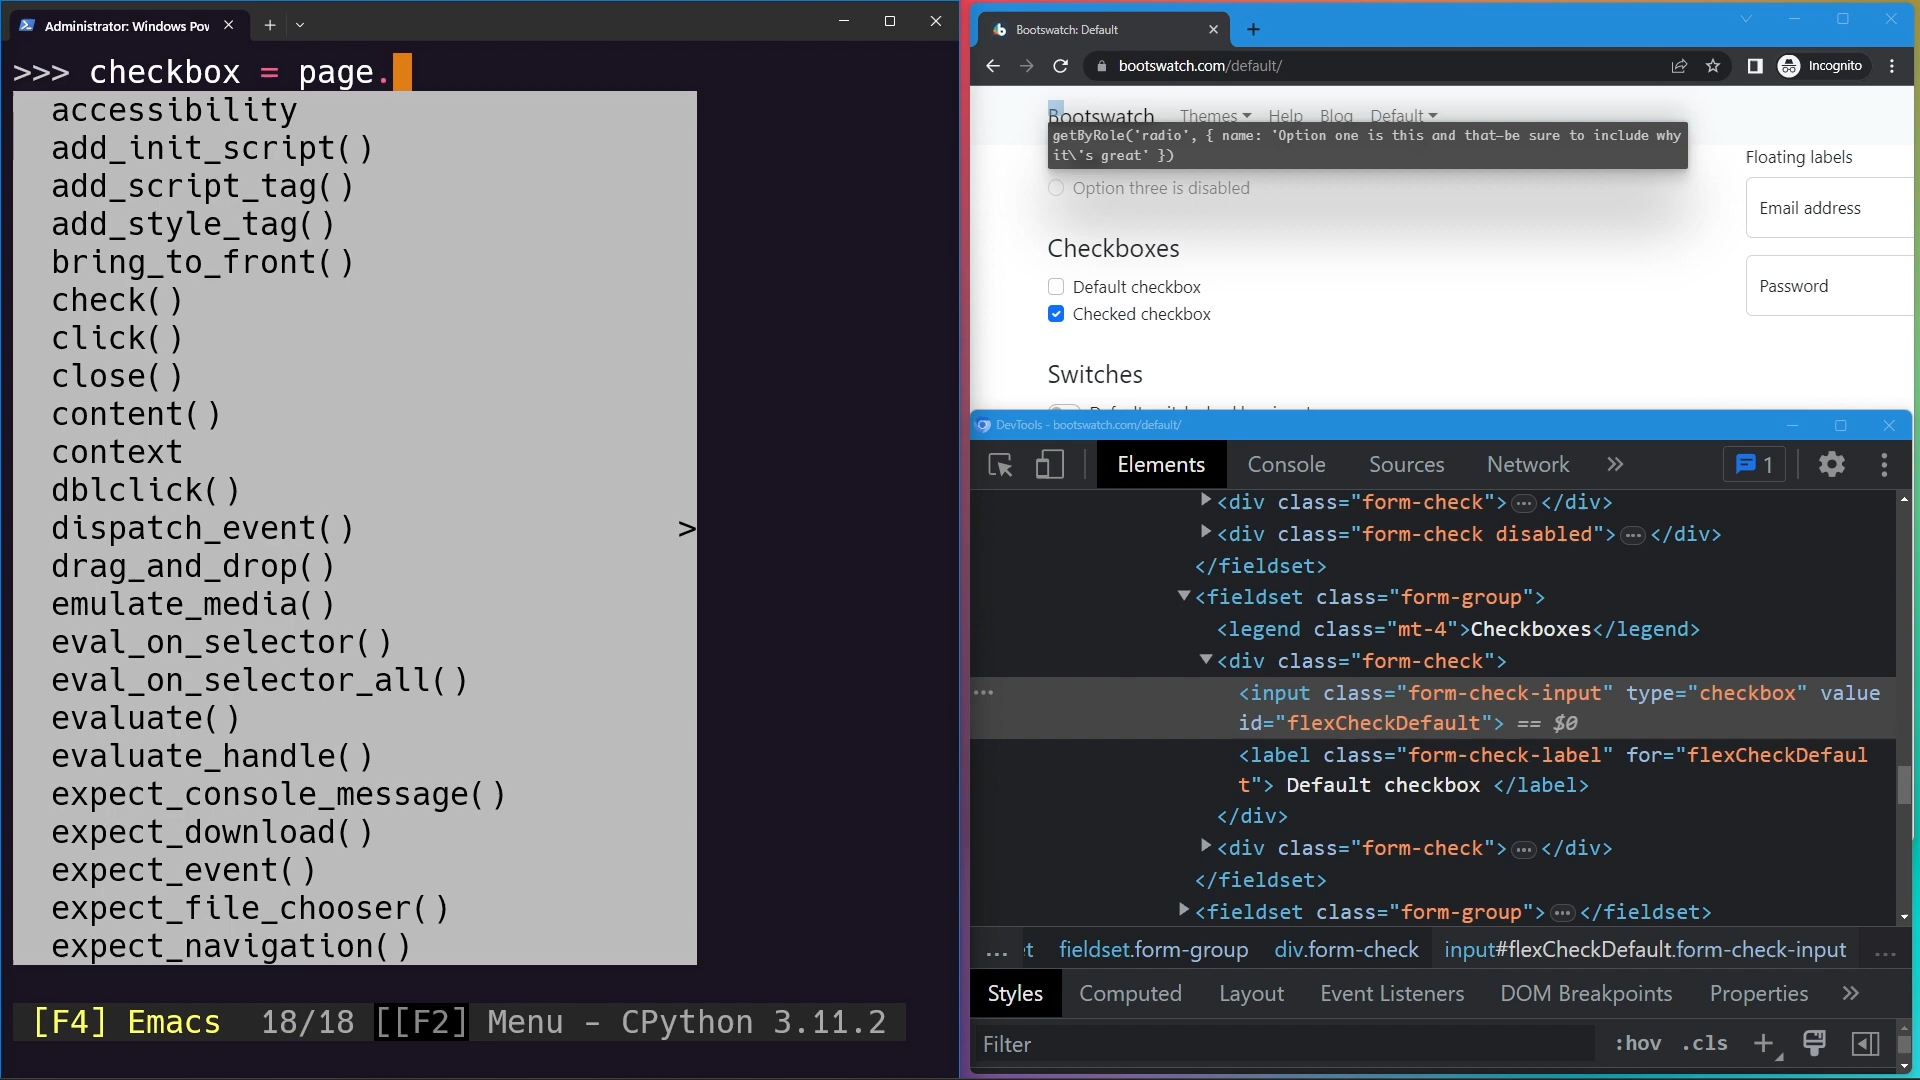 Administrator: Windows Pov
>>> checkbox = page.
accessibility
add_init_script()
add_script_tag()
add_style_tag()
bring_to_front()
check()
click()
close()
content()
context
dblclick()
dispatch_event()
>
drag_and_drop()
emulate_media()
eval_on_selector()
eval_on_selector_all()
evaluate()
evaluate_handle()
expect_console_message()
expect_download()
expect_event()
expect_file_chooser()
expect_navigation()
[F4] Emacs 18/18 [[F2] Menu - CPython 3.11.2
Bootswatch: Default
bootswatch.com/default/
Incognito
Bootswatch Themes Help Blog Default
getByRole('radio', { name: 'Option one is this and that—be sure to include why
it\'s great' })
Option three is disabled
Checkboxes
Default checkbox
Checked checkbox
Switches
Floating labels
Email address
Password
DevTools - bootswatch.com/default/
Elements Console Sources Network 1
<div class="form-check"> … </div>
<div class="form-check disabled"> … </div>
</fieldset>
<fieldset class="form-group">
<legend class="mt-4">Checkboxes</legend>
<div class="form-check">
<input class="form-check-input" type="checkbox" value
id="flexCheckDefault"> == $0
<label class="form-check-label" for="flexCheckDefaul
t"> Default checkbox </label>
</div>
<div class="form-check"> … </div>
</fieldset>
<fieldset class="form-group"> … </fieldset>
… t fieldset.form-group div.form-check input#flexCheckDefault.form-check-input …
Styles Computed Layout Event Listeners DOM Breakpoints Properties
Filter :hov .cls